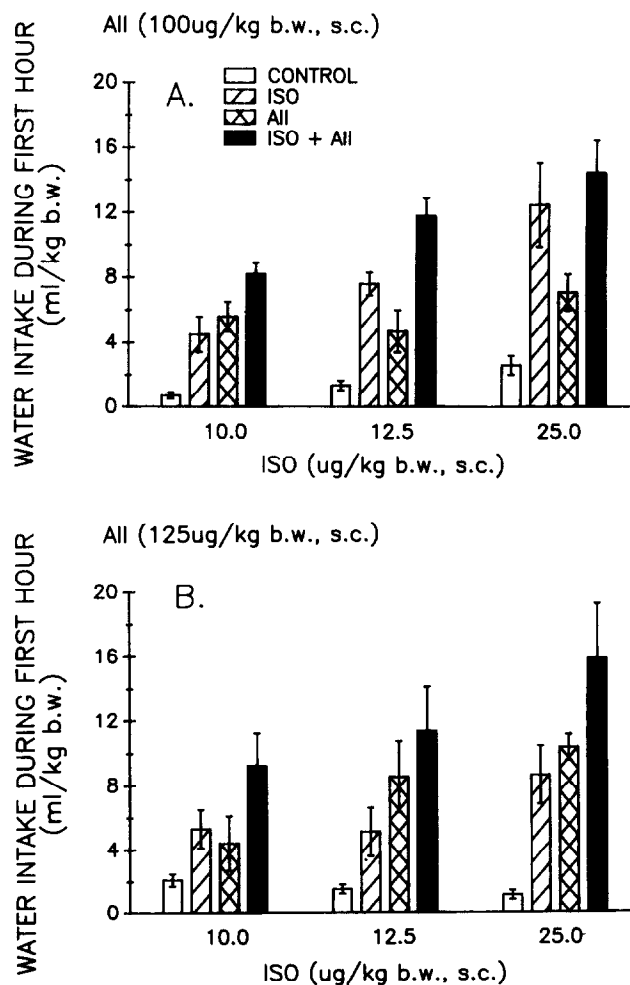 AII (100ug/kg b.w., s.c.)
WATER INTAKE DURING FIRST HOUR
(ml/kg b.w.)
A.
CONTROL
ISO
AII
ISO + AII
20
16
12
8
4
0
10.0 12.5 25.0
ISO (ug/kg b.w., s.c.)
AII (125ug/kg b.w., s.c.)
WATER INTAKE DURING FIRST HOUR
(ml/kg b.w.)
B.
20
16
12
8
4
0
10.0 12.5 25.0
ISO (ug/kg b.w., s.c.)